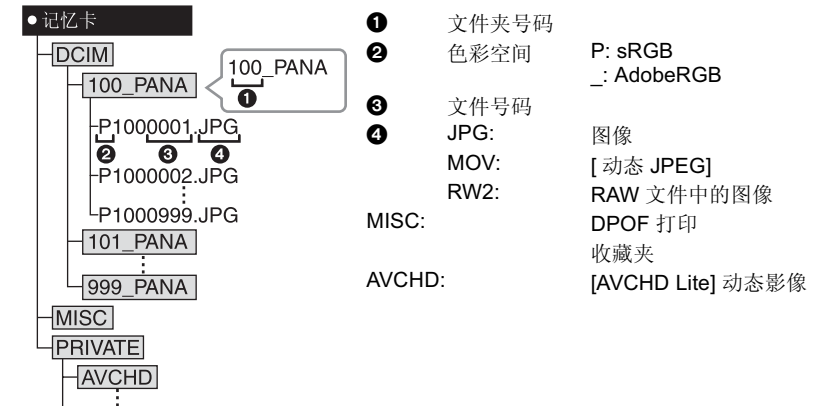 ● 记忆卡
DCIM
100_PANA
100_PANA
❶
P1000001.JPG
❷ ❸ ❹
P1000002.JPG
P1000999.JPG
101_PANA
999_PANA
MISC
PRIVATE
AVCHD
❶ 文件夹号码
❷ 色彩空间 P: sRGB
_: AdobeRGB
❸ 文件号码
❹ JPG: 图像
MOV: [ 动态 JPEG]
RW2: RAW 文件中的图像
MISC: DPOF 打印
收藏夹
AVCHD: [AVCHD Lite] 动态影像